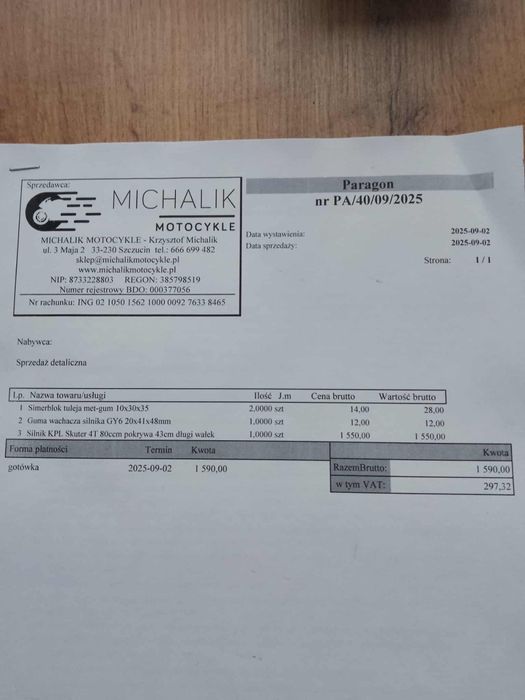 Sprzedawca:
MICHALIK
MOTOCYKLE
MICHALIK MOTOCYKLE - Krzysztof Michalik
ul. 3 Maja 2 33-230 Szczucin tel.: 666 699 482
sklep@michalikmotocykle.pl
www.michalikmotocykle.pl
NIP: 8733228803 REGON: 385798519
Numer rejestrowy BDO: 000377056
Nr rachunku: ING 02 1050 1562 1000 0092 7633 8465
Paragon
nr PA/40/09/2025
Data wystawienia: 2025-09-02
Data sprzedaży: 2025-09-02
Strona: 1 / 1
Nabywca:
Sprzedaż detaliczna
Lp. Nazwa towaru/usługi Ilość J.m Cena brutto Wartość brutto
1 Simerblok tuleja met-gum 10x30x35 2,0000 szt 14,00 28,00
2 Guma wachacza silnika GY6 20x41x48mm 1,0000 szt 12,00 12,00
3 Silnik KPL Skuter 4T 80ccm pokrywa 43cm długi wałek 1,0000 szt 1 550,00 1 550,00
Forma płatności Termin Kwota
gotówka 2025-09-02 1 590,00
Kwota
RazemBrutto: 1 590,00
w tym VAT: 297,32